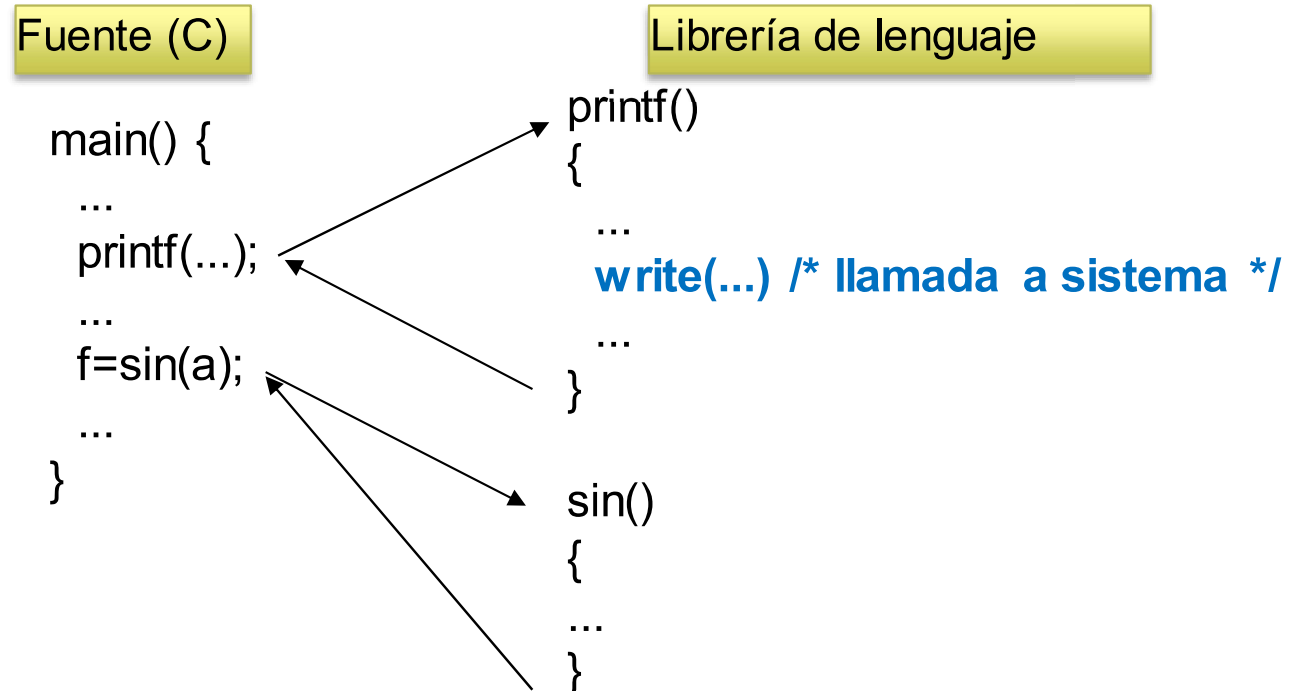 Fuente (C)
Librería de lenguaje
main() {
...
printf(...);
...
f=sin(a);
...
}
printf()
{
...
write(...) /* llamada a sistema */
...
}
sin()
{
...
}